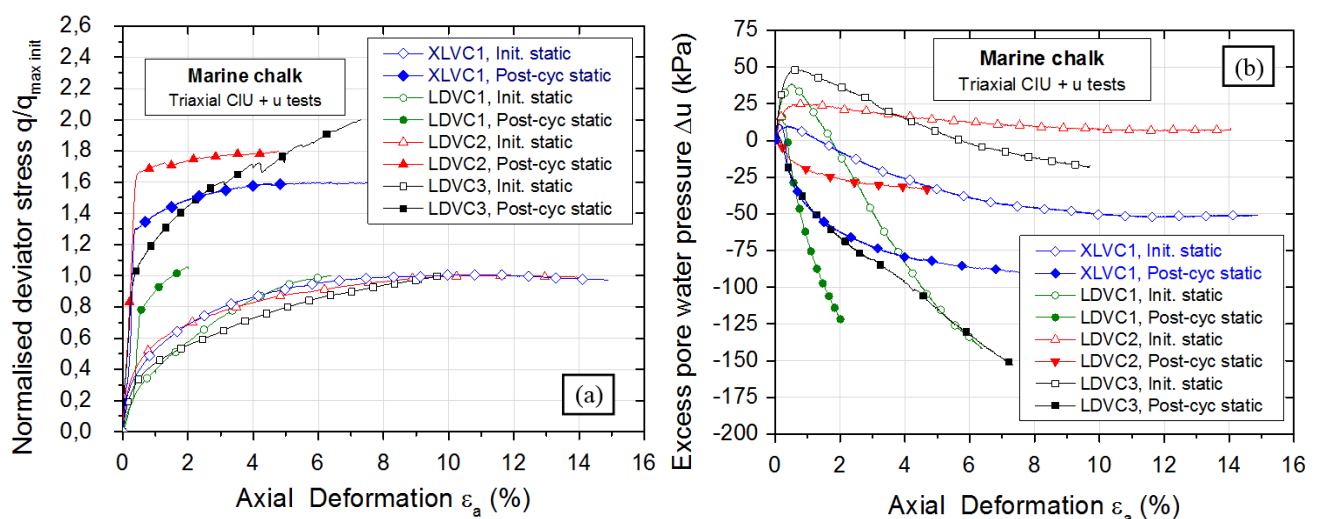 Normalised deviator stress q/q max init
2,6
2,4
2,2
2,0
1,8
1,6
1,4
1,2
1,0
0,8
0,6
0,4
0,2
0,0
0 2 4 6 8 10 12 14 16
Axial Deformation εa (%)
Marine chalk
Triaxial CIU + u tests
XLVC1, Init. static
XLVC1, Post-cyc static
LDVC1, Init. static
LDVC1, Post-cyc static
LDVC2, Init. static
LDVC2, Post-cyc static
LDVC3, Init. static
LDVC3, Post-cyc static
(a)
Excess pore water pressure Δu (kPa)
100
75
50
25
0
-25
-50
-75
-100
-125
-150
-175
-200
0 2 4 6 8 10 12 14 16
Axial Deformation εa (%)
Marine chalk
Triaxial CIU + u tests
(b)
XLVC1, Init. static
XLVC1, Post-cyc static
LDVC1, Init. static
LDVC1, Post-cyc static
LDVC2, Init. static
LDVC2, Post-cyc static
LDVC3, Init. static
LDVC3, Post-cyc static